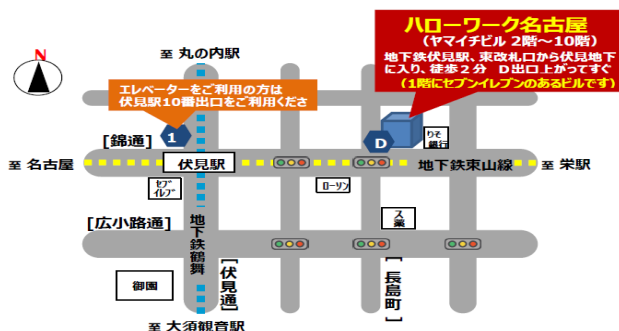 ハローワーク名古屋
(ヤマイチビル 2階～10階)
地下鉄伏見駅、東改札口から伏見地下
に入り、徒歩2分 D出口上がってすぐ
(1階にセブンイレブンのあるビルです)
N
至 丸の内駅
エレベーターをご利用の方は
伏見駅10番出口をご利用くださ
[錦通]
1
D
りそ
銀行
至 名古屋
伏見駅
地下鉄東山線
至 栄駅
セブ
イレブ
ローソン
[広小路通]
地下鉄鶴舞
ス
薬
御園
[伏見通]
[長島町]
至 大須観音駅